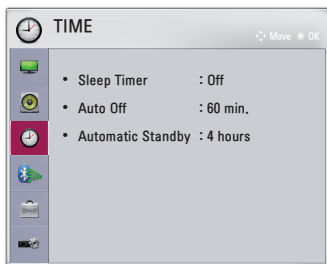 TIME
Move OK
• Sleep Timer : Off
• Auto Off : 60 min.
• Automatic Standby : 4 hours